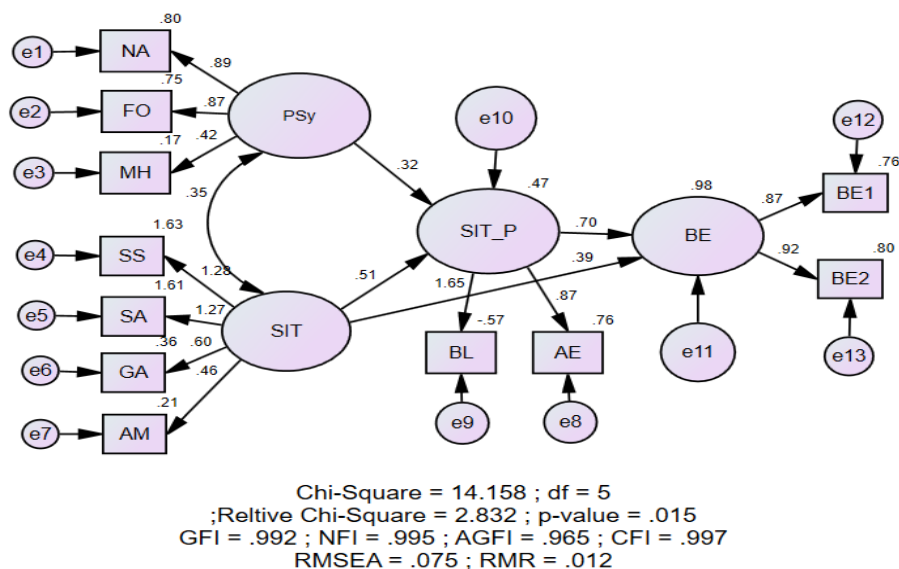 .80
e1
NA
.89
.75
e2
FO
.87
PSy
.17
.42
e3
MH
.35
.32
e10
e12
.47
.98
.76
.87
BE1
SIT_P
.70
BE
1.63
e4
SS
1.28
.39
.92
.80
BE2
1.61
.51
e5
SA
1.27
SIT
1.65
.87
.36
.60
-.57
.76
e6
GA
.46
BL
AE
e11
e13
.21
e7
AM
e9
e8
Chi-Square = 14.158 ; df = 5
;Reltive Chi-Square = 2.832 ; p-value = .015
GFI = .992 ; NFI = .995 ; AGFI = .965 ; CFI = .997
RMSEA = .075 ; RMR = .012